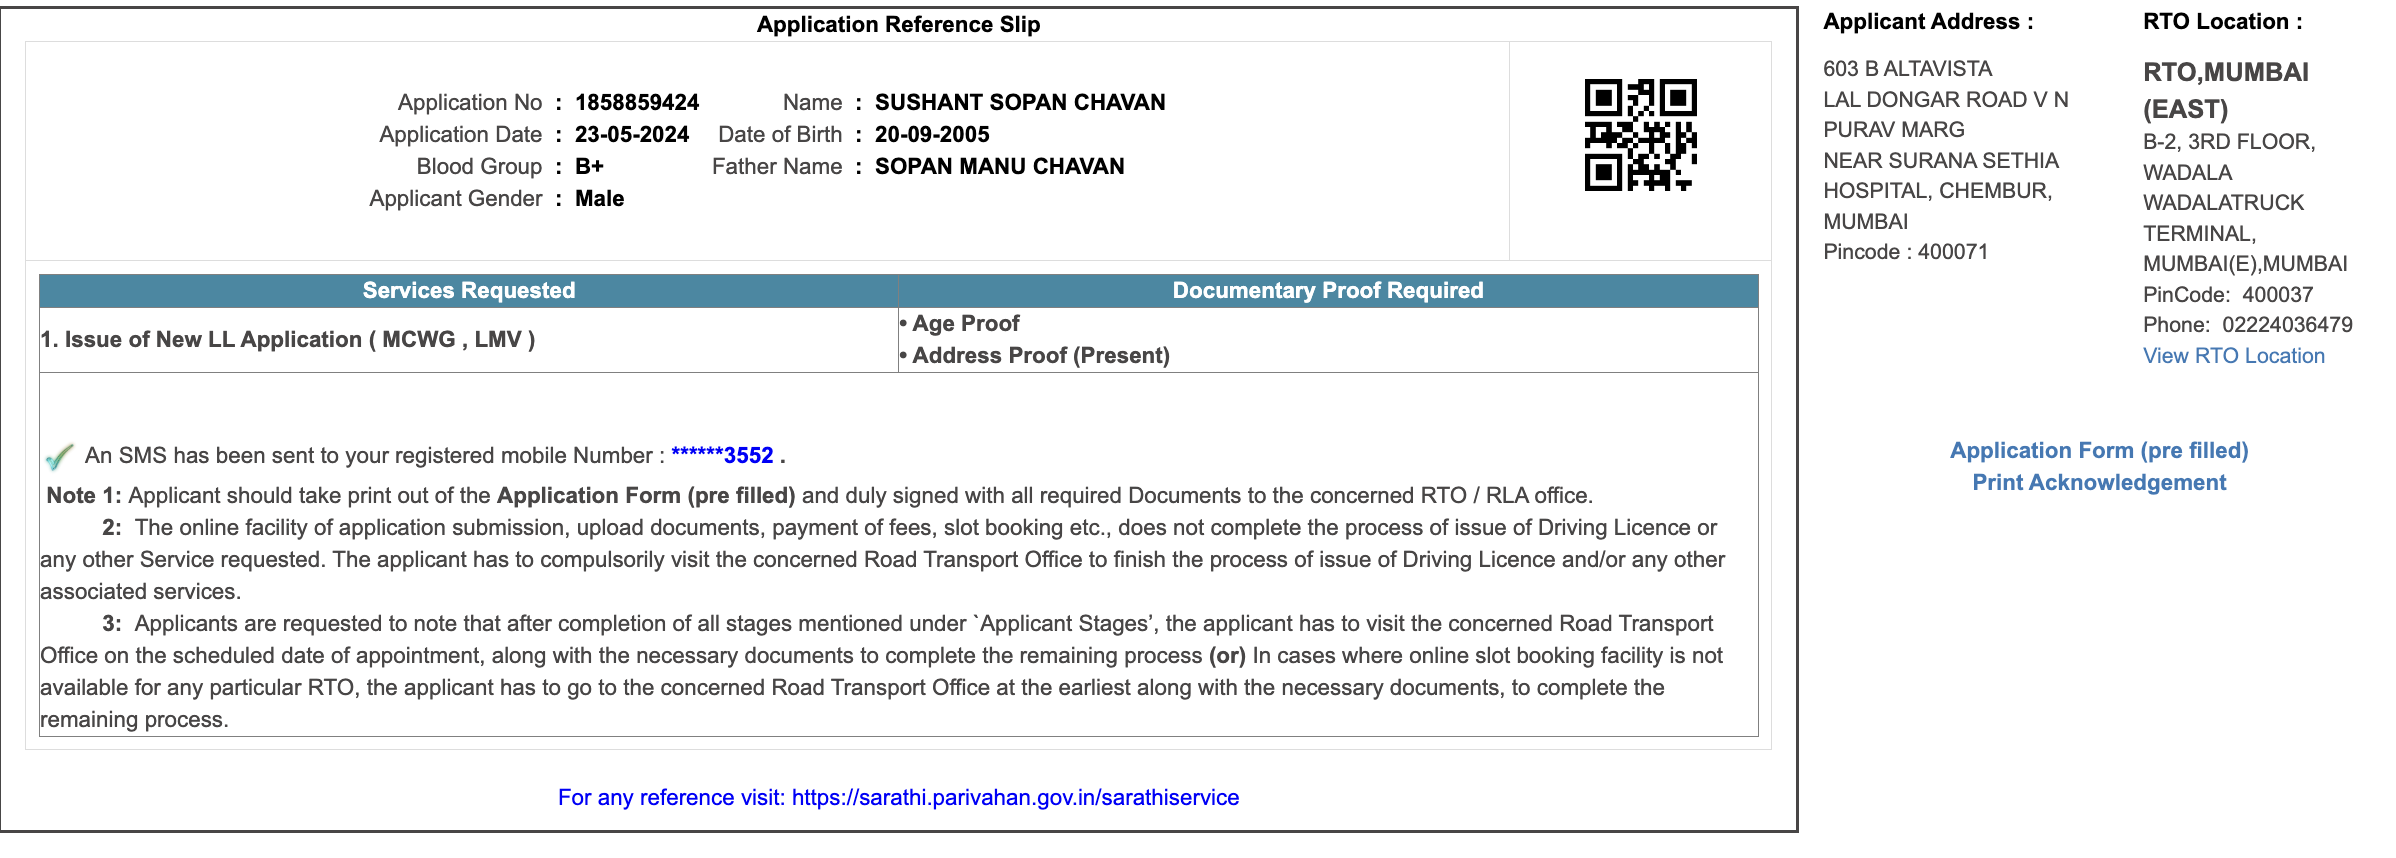 Application Reference Slip
Application No : 1858859424 Name : SUSHANT SOPAN CHAVAN
Application Date : 23-05-2024 Date of Birth : 20-09-2005
Blood Group : B+ Father Name : SOPAN MANU CHAVAN
Applicant Gender : Male
Services Requested Documentary Proof Required
1. Issue of New LL Application ( MCWG , LMV )
• Age Proof
• Address Proof (Present)
An SMS has been sent to your registered mobile Number : ******3552 .
Note 1: Applicant should take print out of the Application Form (pre filled) and duly signed with all required Documents to the concerned RTO / RLA office.
2: The online facility of application submission, upload documents, payment of fees, slot booking etc., does not complete the process of issue of Driving Licence or
any other Service requested. The applicant has to compulsorily visit the concerned Road Transport Office to finish the process of issue of Driving Licence and/or any other
associated services.
3: Applicants are requested to note that after completion of all stages mentioned under `Applicant Stages’, the applicant has to visit the concerned Road Transport
Office on the scheduled date of appointment, along with the necessary documents to complete the remaining process (or) In cases where online slot booking facility is not
available for any particular RTO, the applicant has to go to the concerned Road Transport Office at the earliest along with the necessary documents, to complete the
remaining process.
For any reference visit: https://sarathi.parivahan.gov.in/sarathiservice
Applicant Address :
603 B ALTAVISTA
LAL DONGAR ROAD V N
PURAV MARG
NEAR SURANA SETHIA
HOSPITAL, CHEMBUR,
MUMBAI
Pincode : 400071
RTO Location :
RTO,MUMBAI
(EAST)
B-2, 3RD FLOOR,
WADALA
WADALATRUCK
TERMINAL,
MUMBAI(E),MUMBAI
PinCode: 400037
Phone: 02224036479
View RTO Location
Application Form (pre filled)
Print Acknowledgement